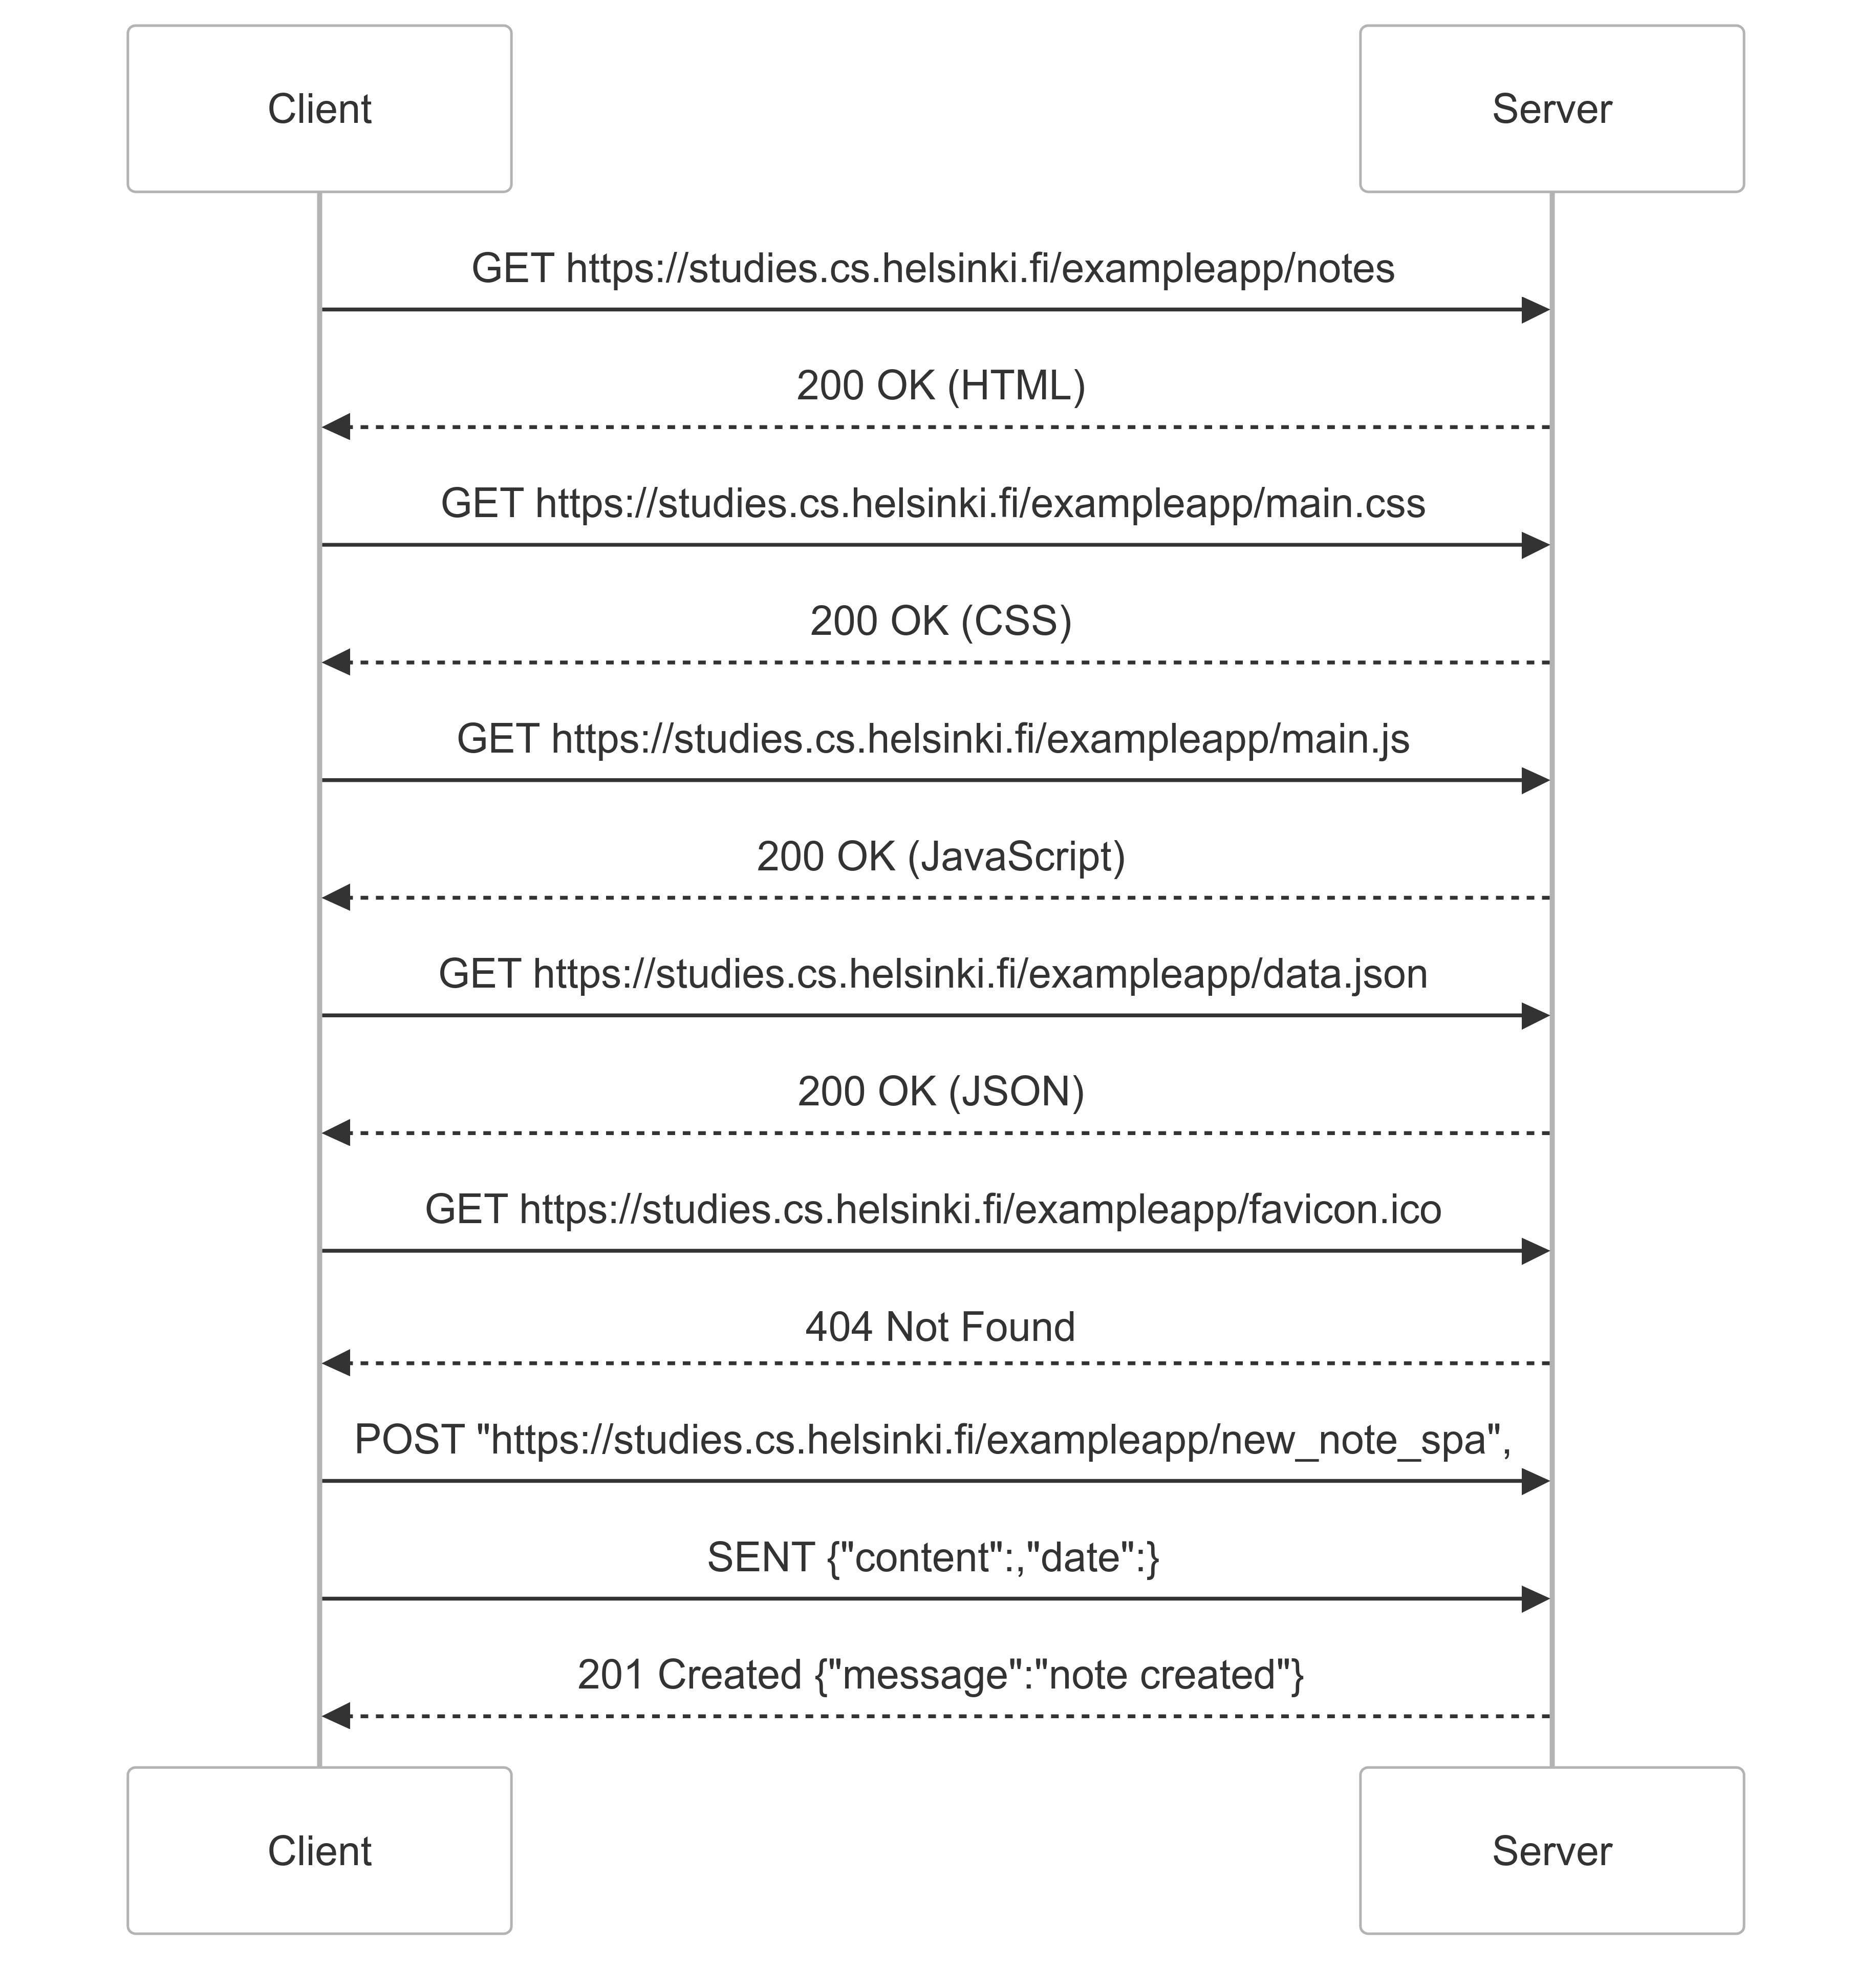 Client
Server
GET https://studies.cs.helsinki.fi/exampleapp/notes
200 OK (HTML)
GET https://studies.cs.helsinki.fi/exampleapp/main.css
200 OK (CSS)
GET https://studies.cs.helsinki.fi/exampleapp/main.js
200 OK (JavaScript)
GET https://studies.cs.helsinki.fi/exampleapp/data.json
200 OK (JSON)
GET https://studies.cs.helsinki.fi/exampleapp/favicon.ico
404 Not Found
POST "https://studies.cs.helsinki.fi/exampleapp/new_note_spa",
SENT {"content":,"date":}
201 Created {"message":"note created"}
Client
Server